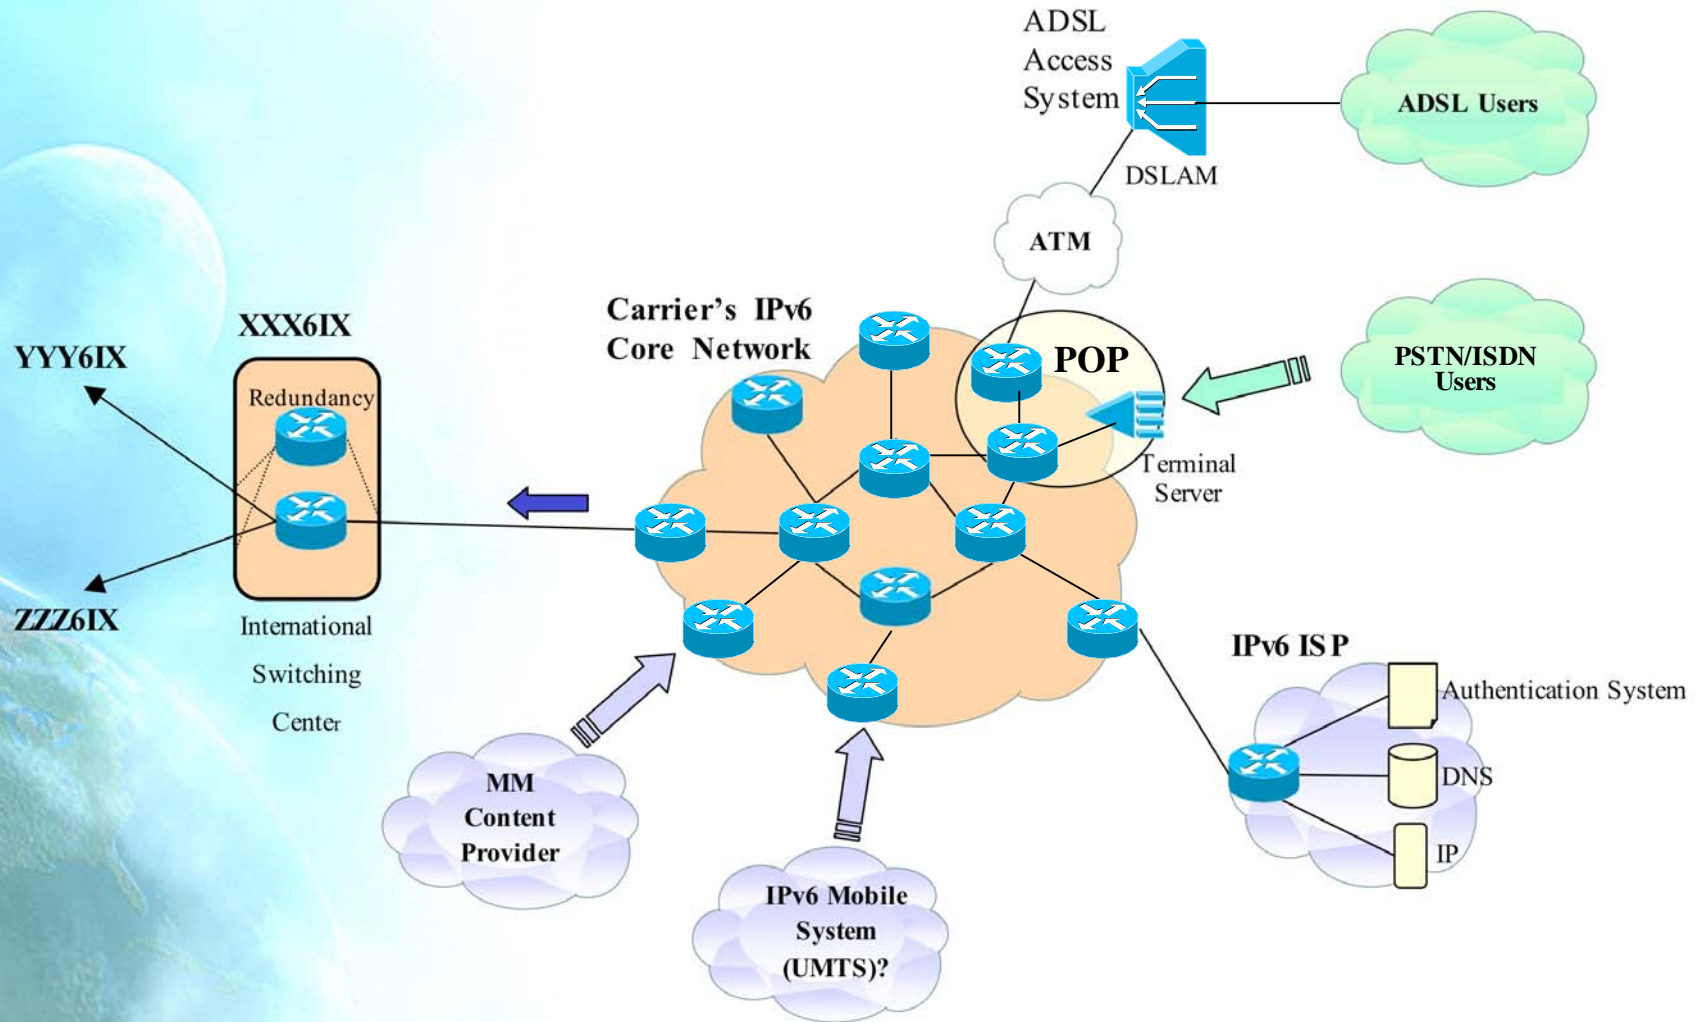 ADSL
Access
System
DSLAM
ADSL Users
ATM
Carrier’s IPv6
Core Network
POP
PSTN/ISDN
Users
Terminal
Server
XXX6IX
YYY6IX
Redundancy
ZZZ6IX
International
Switching
Center
IPv6 ISP
Authentication System
DNS
IP
MM
Content
Provider
IPv6 Mobile
System
(UMTS)?